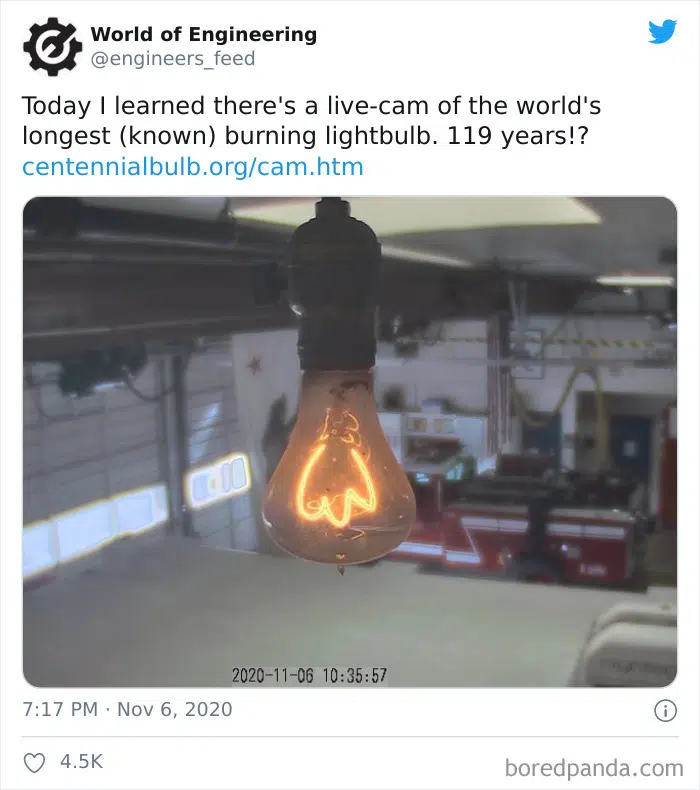 World of Engineering
@engineers_feed
Today I learned there's a live-cam of the world's
longest (known) burning lightbulb. 119 years!?
centennialbulb.org/cam.htm
2020-11-06 10:35:57
7:17 PM · Nov 6, 2020
4.5K
boredpanda.com